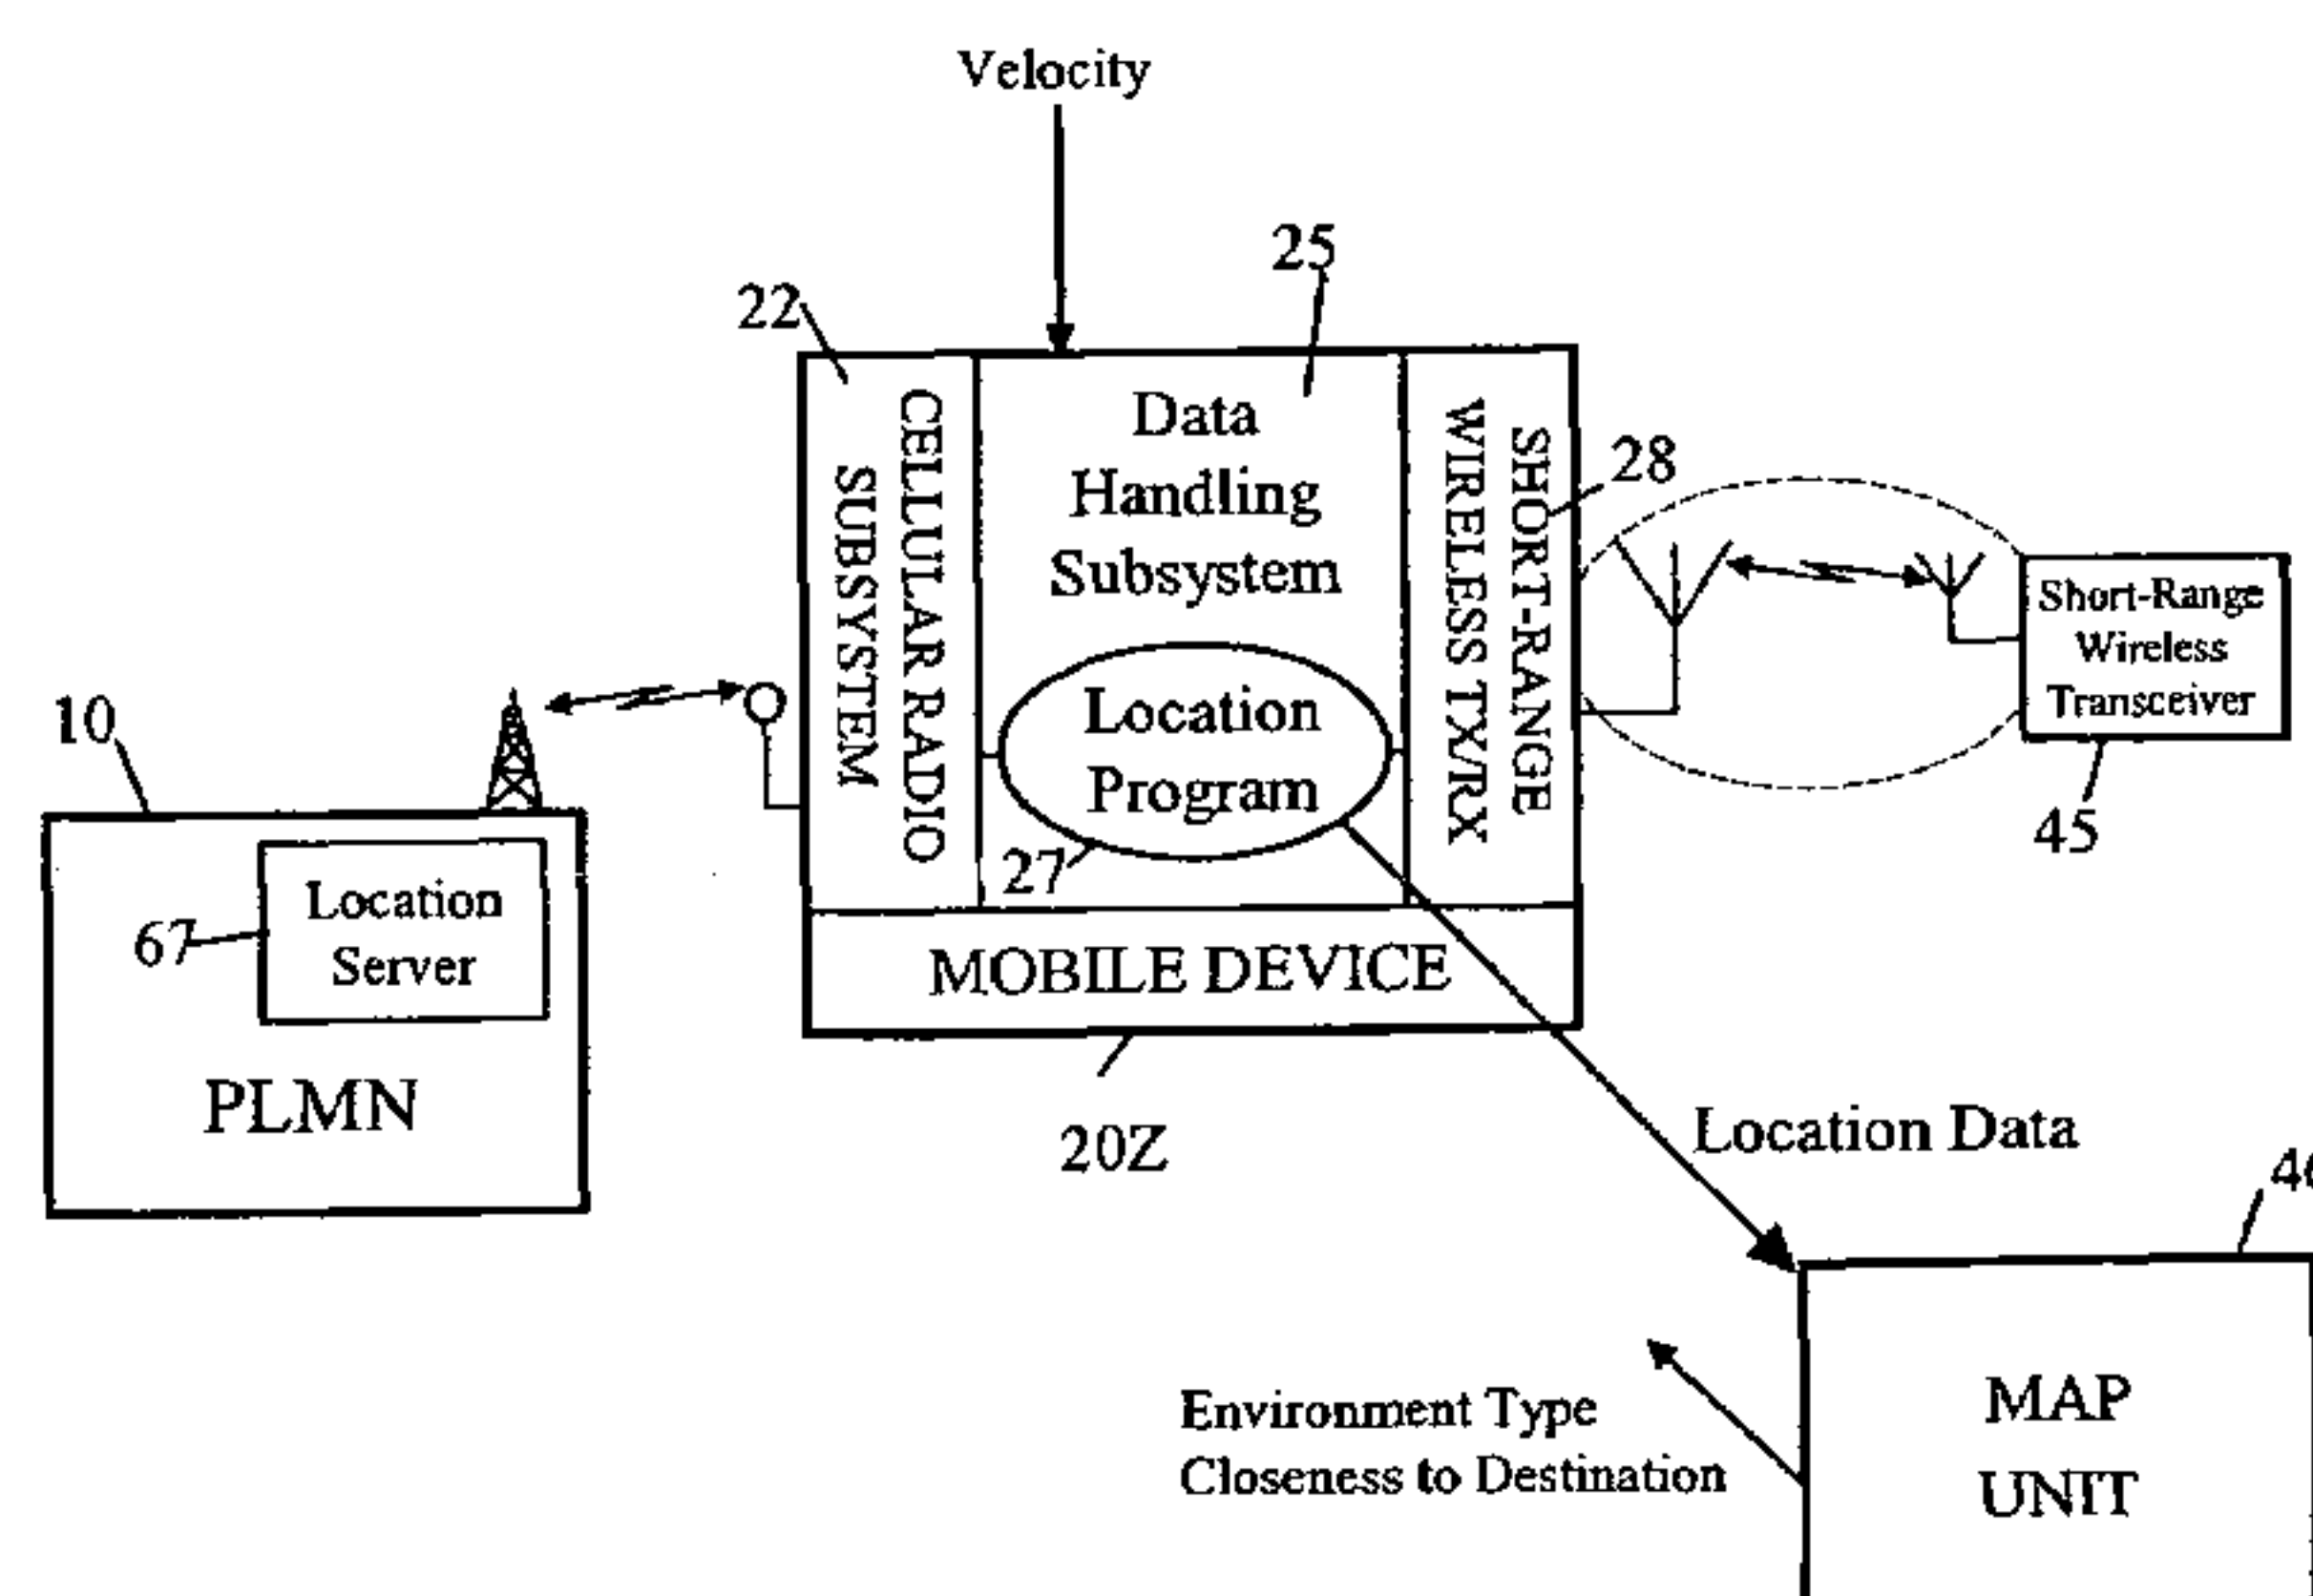 Velocity
25
22
Data
Handling
Subsystem
CELLULAR RADIO
SUBSYSTEM
SHORT-RANGE
WIRELESS TX/RX
28
Short-Range
Wireless
Transceiver
45
Location
Program
27
10
Location
Server
67
PLMN
MOBILE DEVICE
20Z
Location Data
MAP
UNIT
Environment Type
Closeness to Destination